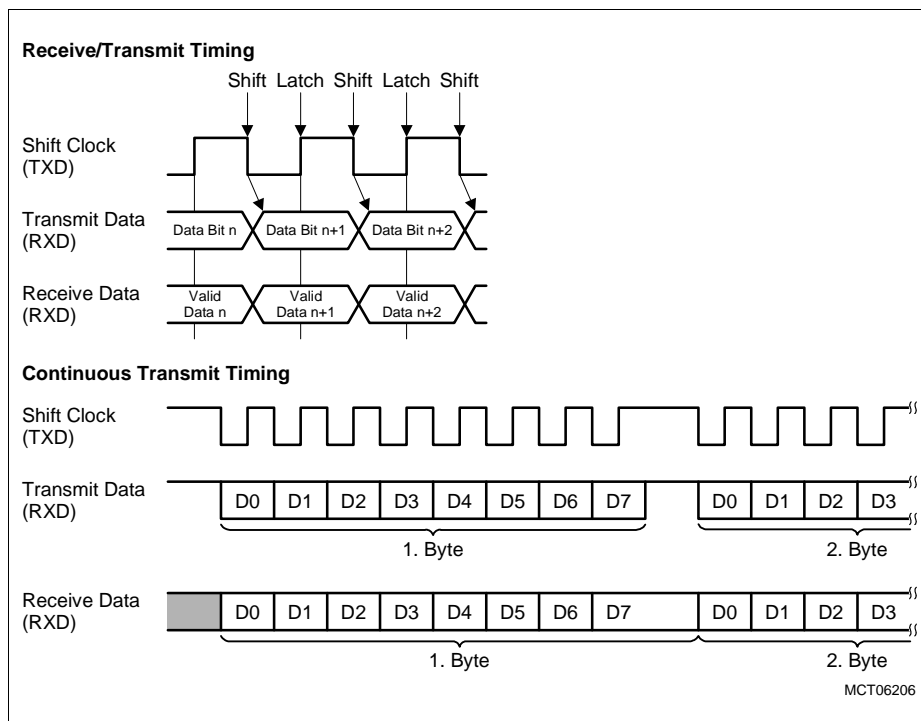 Receive/Transmit Timing
Shift Latch Shift Latch Shift
Shift Clock
(TXD)
Transmit Data
(RXD)
Data Bit n Data Bit n+1 Data Bit n+2
Receive Data
(RXD)
Valid
Data n
Valid
Data n+1
Valid
Data n+2
Continuous Transmit Timing
Shift Clock
(TXD)
Transmit Data
(RXD)
D0 D1 D2 D3 D4 D5 D6 D7 D0 D1 D2 D3
1. Byte 2. Byte
Receive Data
(RXD)
D0 D1 D2 D3 D4 D5 D6 D7 D0 D1 D2 D3
1. Byte 2. Byte
MCT06206